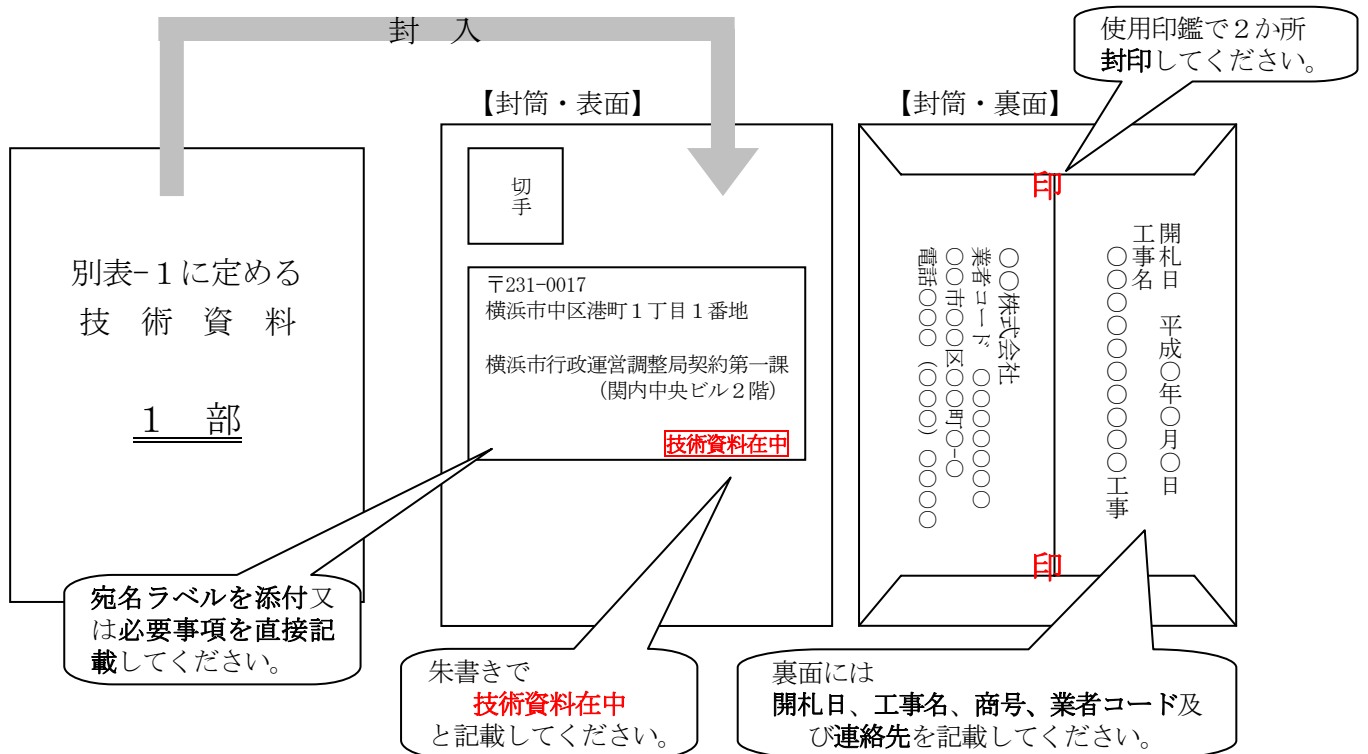 封　入
使用印鑑で２か所
封印してください。
【封筒・表面】
【封筒・裏面】
別表-１に定める
技　術　資　料
１　部
切手
〒231-0017
横浜市中区港町１丁目１番地
横浜市行政運営調整局契約第一課
(関内中央ビル２階)
技術資料在中
印
開札日　平成○年○月○日
工事名
○○○○○○○○○○工事
○○株式会社
業者コード　○○○○○○○
○○市○○区○○町○-○
電話○○○（○○○）○○○○
印
宛名ラベルを添付又
は必要事項を直接記
載してください。
朱書きで
技術資料在中
と記載してください。
裏面には
開札日、工事名、商号、業者コード及
び連絡先を記載してください。